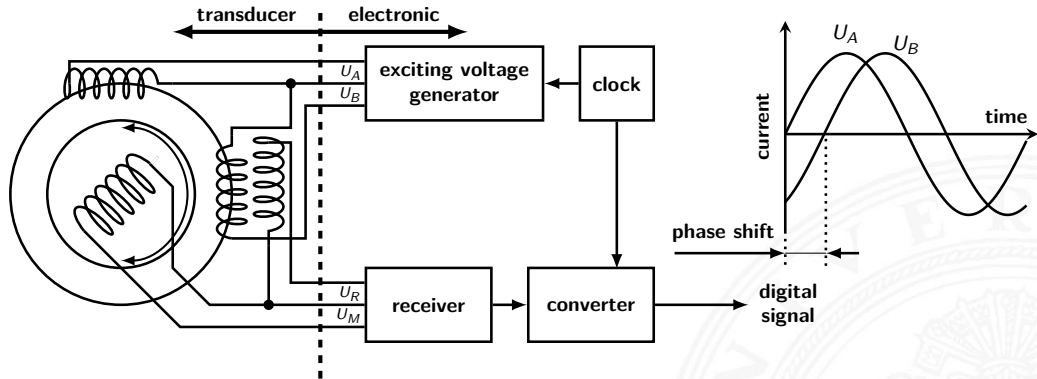 transducer electronic
U_A
exciting voltage
generator
U_B
clock
U_R
receiver
U_M
converter
digital
signal
U_A
U_B
current
time
phase shift
V E R